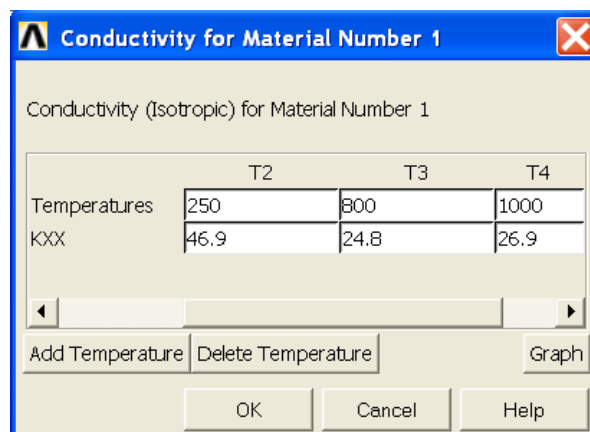 Conductivity for Material Number 1
Conductivity (Isotropic) for Material Number 1
T2 T3 T4
Temperatures 250 800 1000
KXX 46.9 24.8 26.9
Add Temperature Delete Temperature Graph
OK Cancel Help